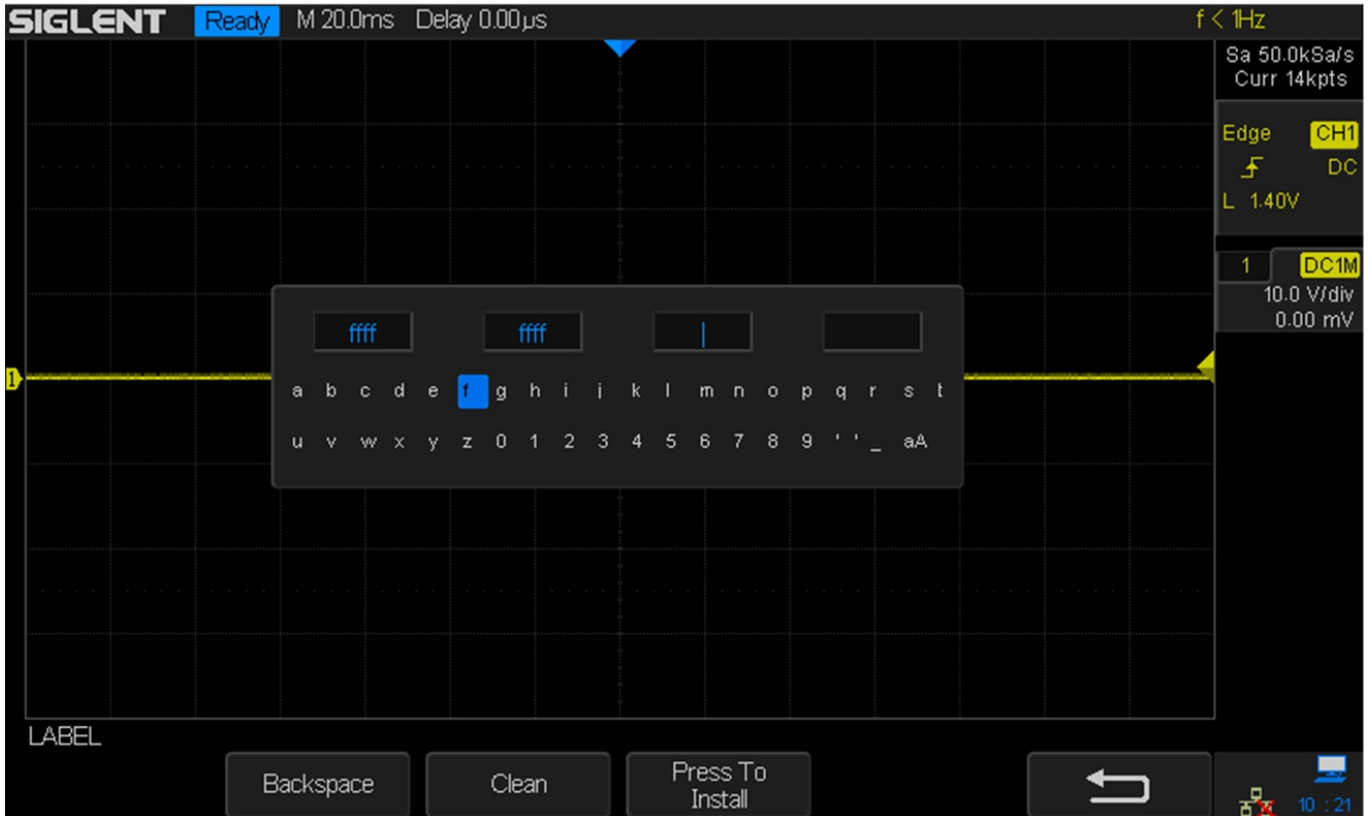 SIGLENT Ready M 20.0ms Delay 0.00µs f < 1Hz
Sa 50.0kSa/s
Curr 14kpts
Edge CH1
DC
L 1.40V
1 DC1M
10.0 V/div
0.00 mV
ffff ffff |
a b c d e f g h i j k l m n o p q r s t
u v w x y z 0 1 2 3 4 5 6 7 8 9 ' ' _ aA
1
LABEL
Backspace Clean Press To
Install
10 : 21